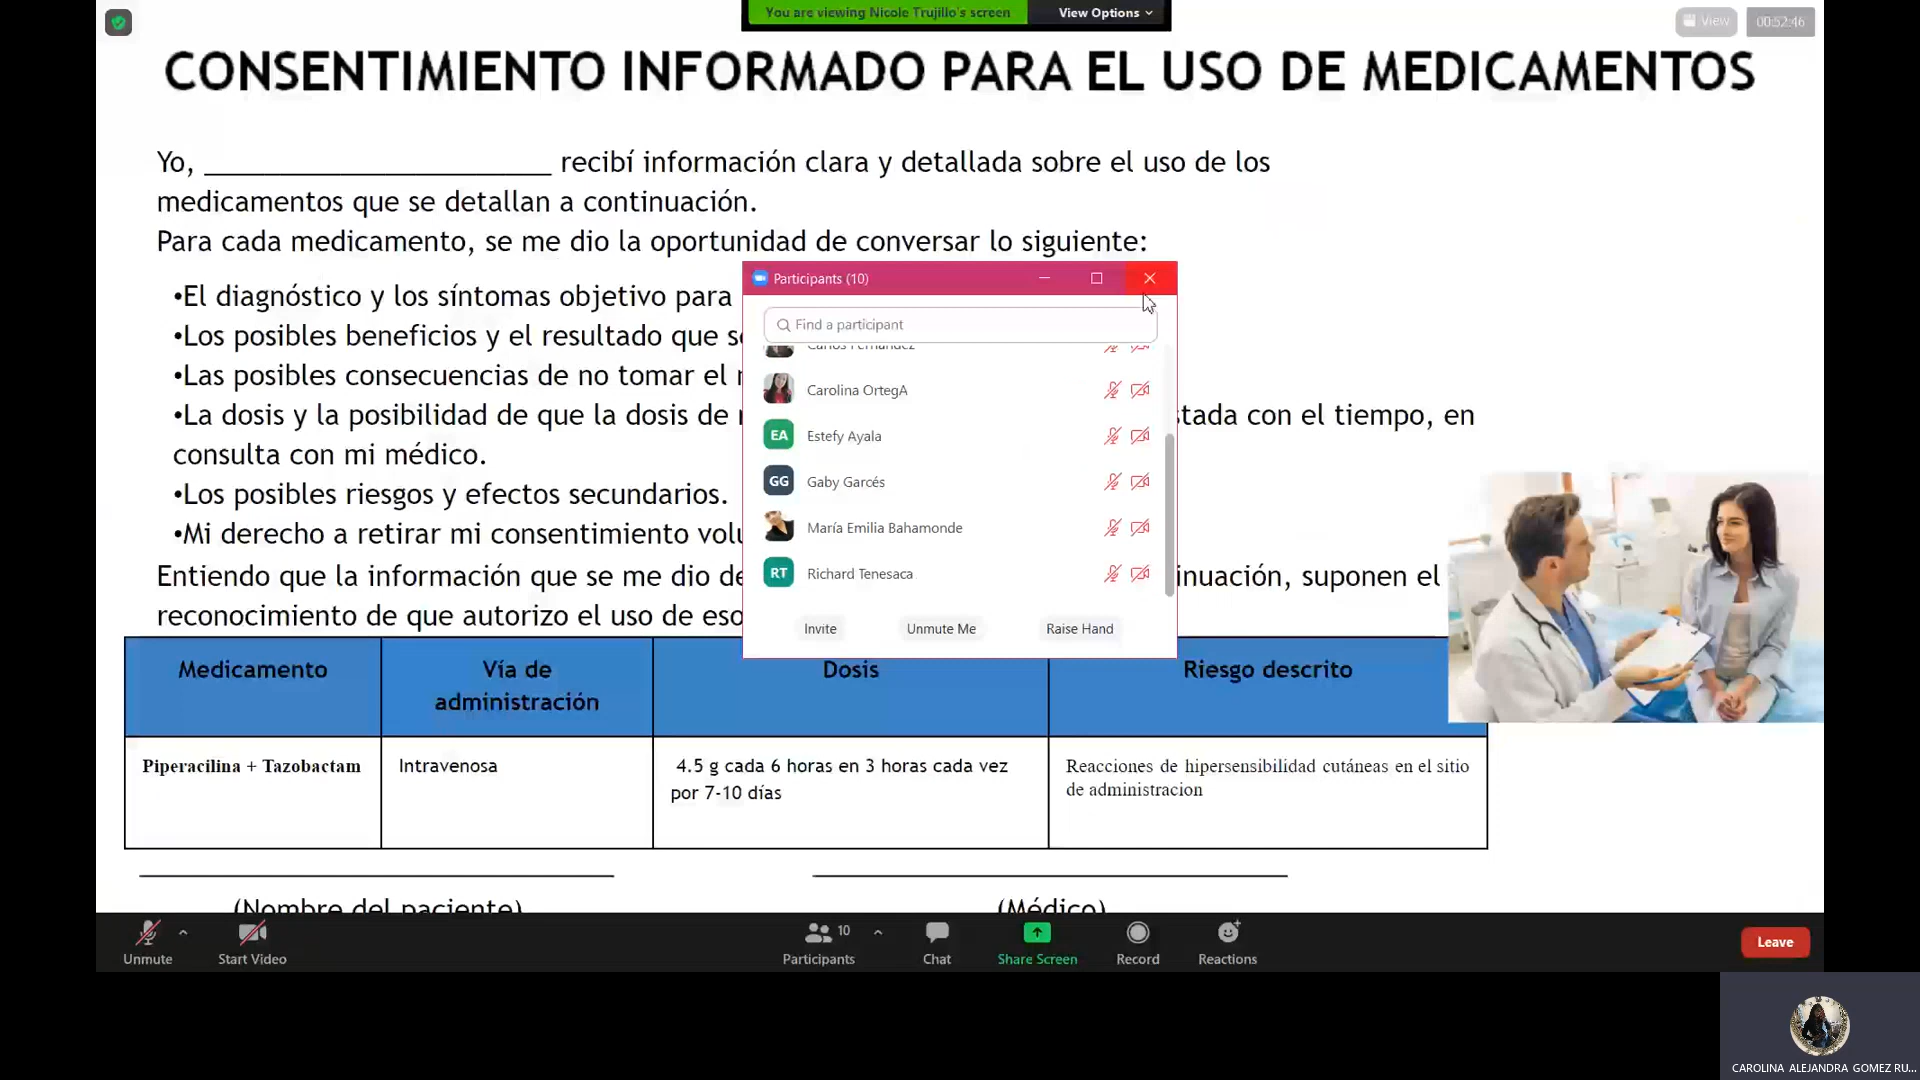 You are viewing Nicole Trujillo's screen
View Options
View
00:52:46
CONSENTIMIENTO INFORMADO PARA EL USO DE MEDICAMENTOS
Yo, ______________________ recibí información clara y detallada sobre el uso de los
medicamentos que se detallan a continuación.
Para cada medicamento, se me dio la oportunidad de conversar lo siguiente:
•El diagnóstico y los síntomas objetivo para
•Los posibles beneficios y el resultado que
•Las posibles consecuencias de no tomar el
•La dosis y la posibilidad de que la dosis de
con el tiempo, en
consulta con mi médico.
•Los posibles riesgos y efectos secundarios.
•Mi derecho a retirar mi consentimiento
Entiendo que la información que se me dio
suponen el
reconocimiento de que autorizo el uso de
Participants (10)
Find a participant
Carlos Fernández
Carolina OrtegA
EA Estefy Ayala
GG Gaby Garcés
María Emilia Bahamonde
RT Richard Tenesaca
Invite Unmute Me Raise Hand
Medicamento
Vía de
administración
Dosis
Riesgo descrito
Piperacilina + Tazobactam
Intravenosa
4.5 g cada 6 horas en 3 horas cada vez
por 7-10 días
Reacciones de hipersensibilidad cutáneas en el sitio
de administracion
(Nombre del paciente)
(Médico)
Unmute
Start Video
10
Participants
Chat
Share Screen
Record
Reactions
Leave
CAROLINA ALEJANDRA GOMEZ RU...